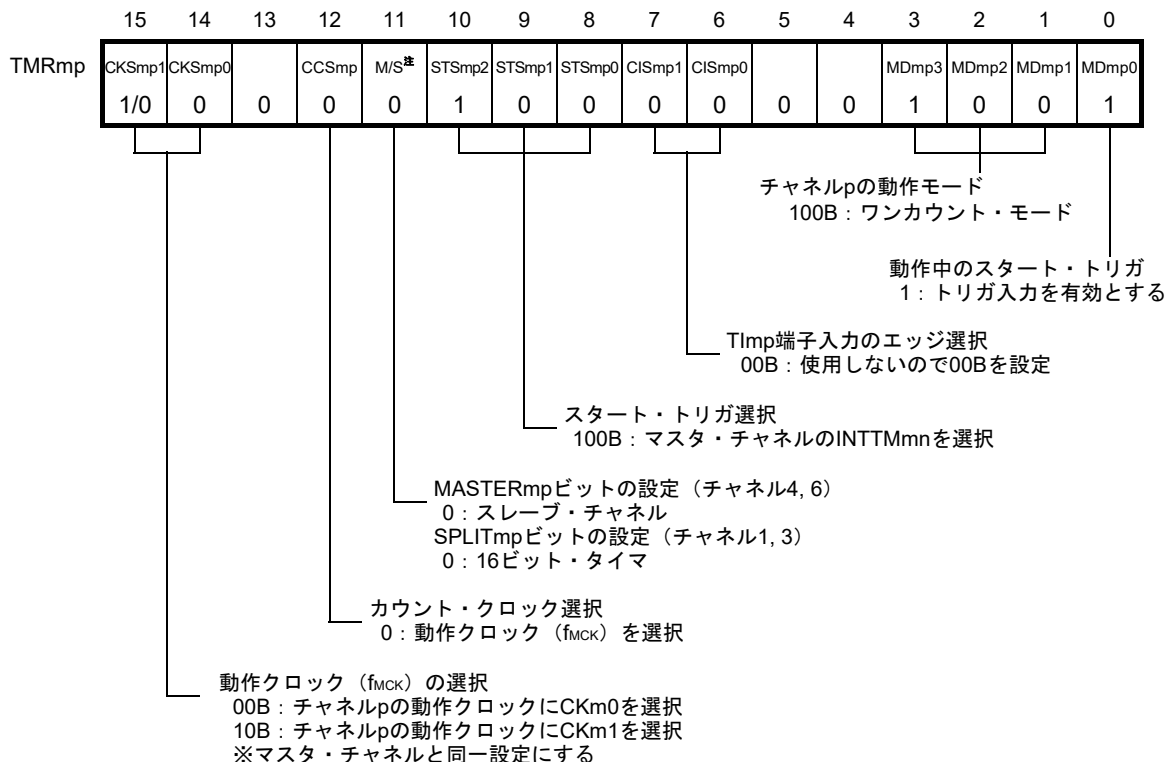 15 14 13 12 11 10 9 8 7 6 5 4 3 2 1 0
TMRmp CKSmp1 CKSmp0 CCSmp M/S注 STSmp2 STSmp1 STSmp0 CISmp1 CISmp0 MDmp3 MDmp2 MDmp1 MDmp0
1/0 0 0 0 0 1 0 0 0 0 0 0 1 0 0 1
チャネルpの動作モード
100B：ワンカウント・モード
動作中のスタート・トリガ
1：トリガ入力を有効とする
TImp端子入力のエッジ選択
00B：使用しないので00Bを設定
スタート・トリガ選択
100B：マスタ・チャネルのINTTMmnを選択
MASTERmpビットの設定（チャネル4, 6）
0：スレーブ・チャネル
SPLITmpビットの設定（チャネル1, 3）
0：16ビット・タイマ
カウント・クロック選択
0：動作クロック（fMCK）を選択
動作クロック（fMCK）の選択
00B：チャネルpの動作クロックにCKm0を選択
10B：チャネルpの動作クロックにCKm1を選択
※マスタ・チャネルと同一設定にする